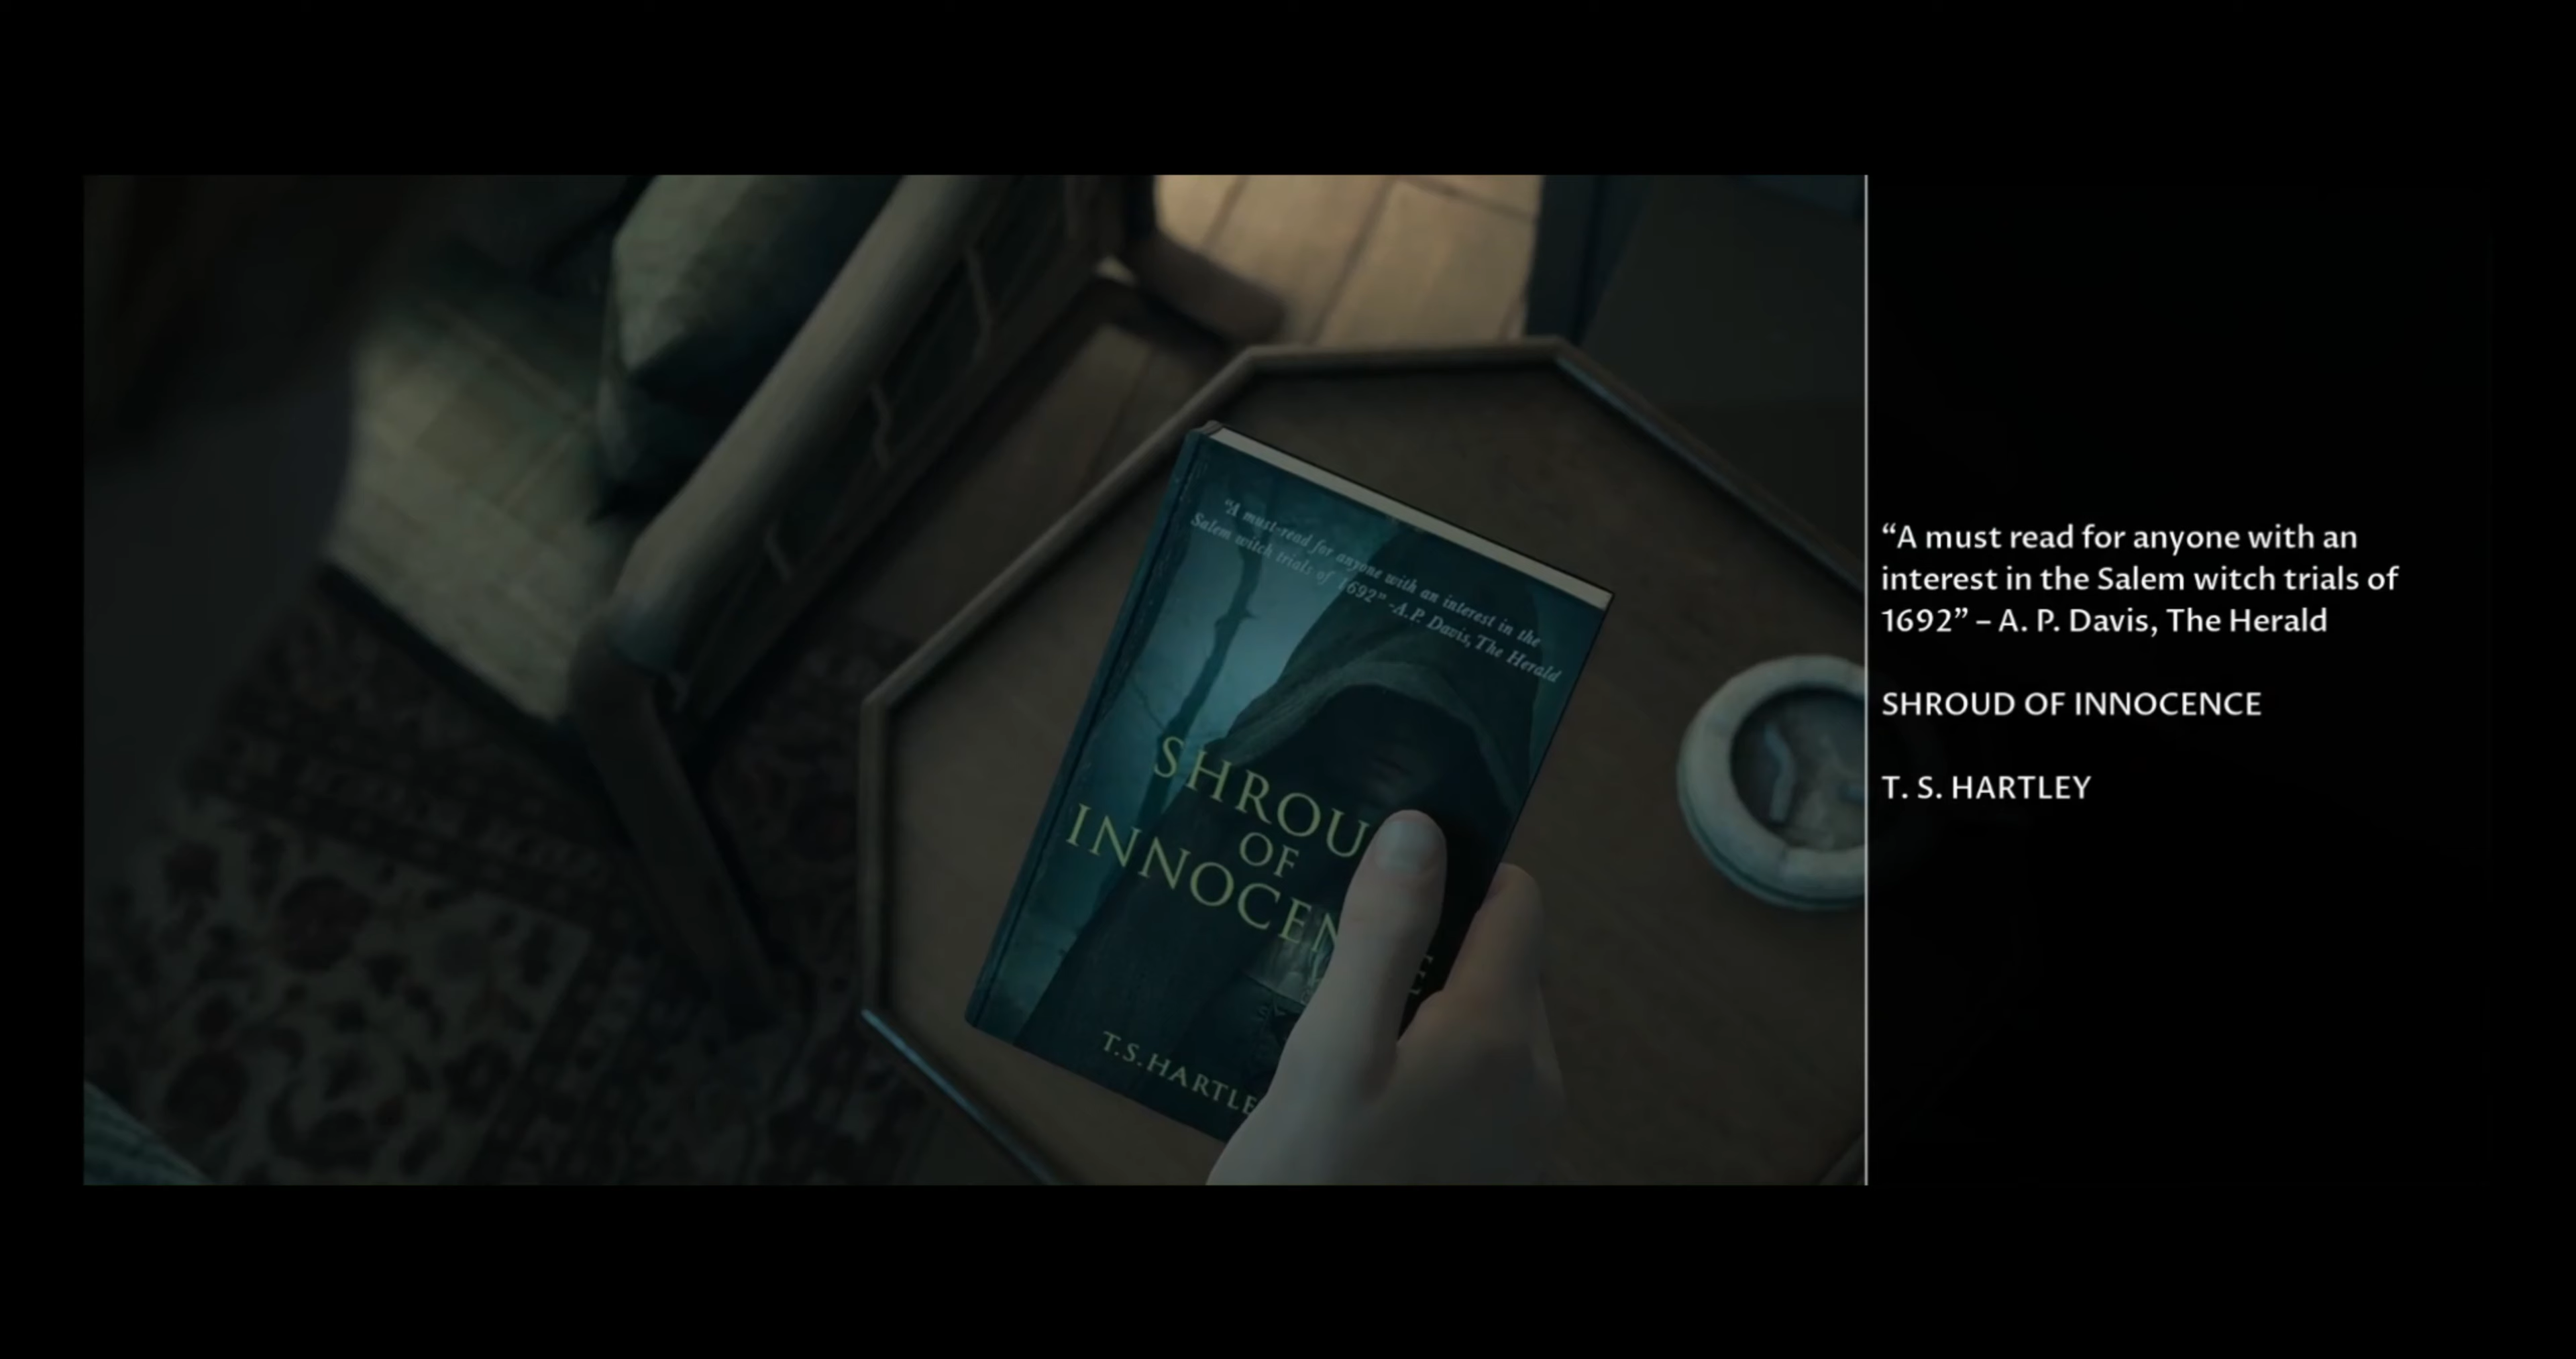 "A must-read for anyone with an interest in the
Salem witch trials of 1692" -A.P. Davis, The Herald
SHROU
OF
INNOCEN E
T.S.HARTLE
“A must read for anyone with an
interest in the Salem witch trials of
1692” – A. P. Davis, The Herald
SHROUD OF INNOCENCE
T. S. HARTLEY